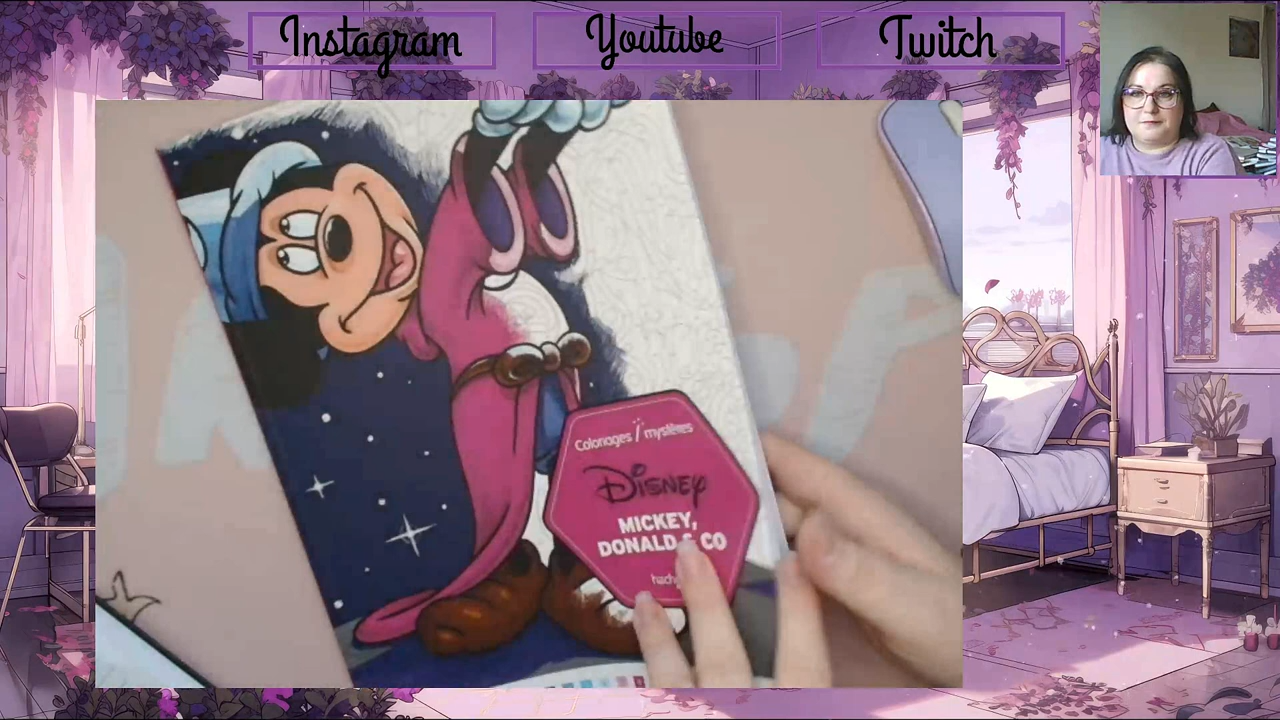 Instagram
Youtube
Twitch
Coloriages mystères
Disney
MICKEY,
DONALD & CO